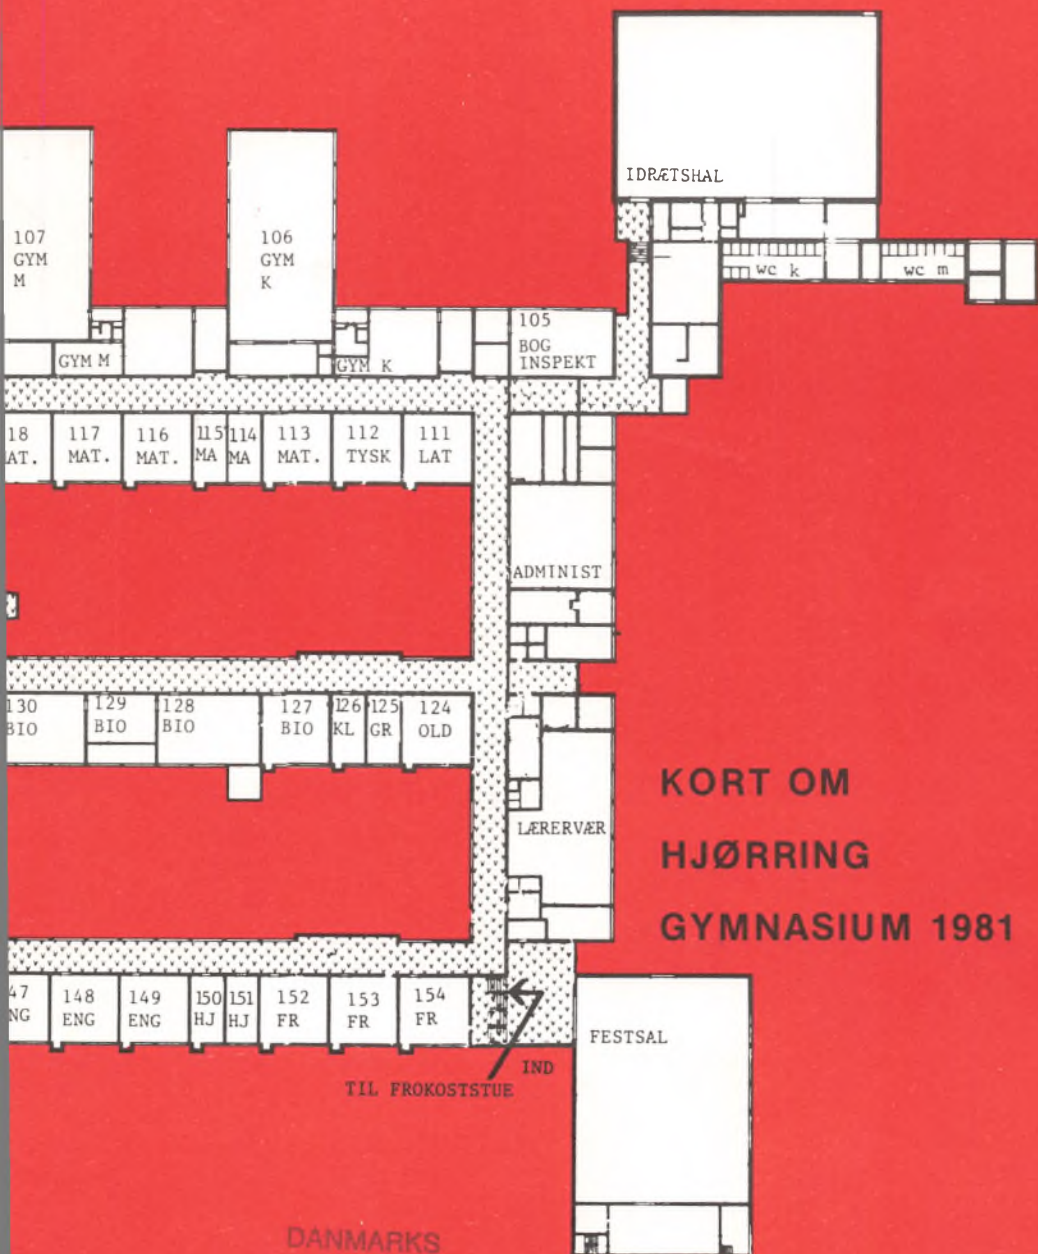 IDRÆTSHAL
107
GYM
M
106
GYM
K
wc k
wc m
105
BOG
INSPEKT
GYM M
GYM K
18
AT.
117
MAT.
116
MAT.
115
MA
114
MA
113
MAT.
112
TYSK
111
LAT
ADMINIST
130
BIO
129
BIO
128
BIO
127
BIO
126
KL
125
GR
124
OLD
KORT OM
HJØRRING
GYMNASIUM 1981
LÆRERVÆR
47
NG
148
ENG
149
ENG
150
HJ
151
HJ
152
FR
153
FR
154
FR
FESTSAL
IND
TIL FROKOSTSTUE
DANMARKS